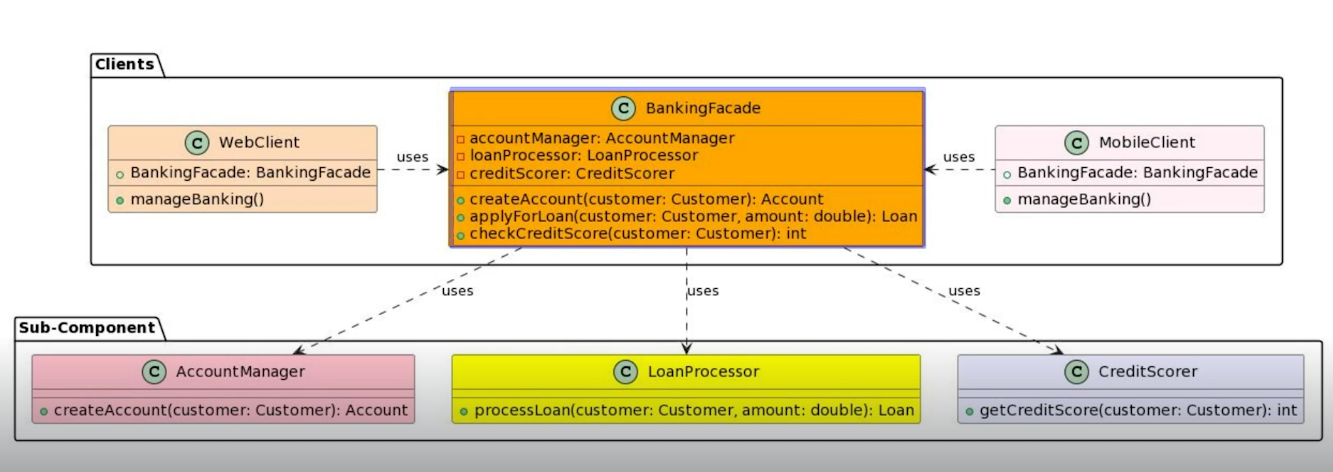 Clients
C BankingFacade
accountManager: AccountManager
loanProcessor: LoanProcessor
creditScorer: CreditScorer
createAccount(customer: Customer): Account
applyForLoan(customer: Customer, amount: double): Loan
checkCreditScore(customer: Customer): int
C WebClient
BankingFacade: BankingFacade
manageBanking()
uses
uses
C MobileClient
BankingFacade: BankingFacade
manageBanking()
uses
uses
uses
Sub-Component
C AccountManager
createAccount(customer: Customer): Account
C LoanProcessor
processLoan(customer: Customer, amount: double): Loan
C CreditScorer
getCreditScore(customer: Customer): int